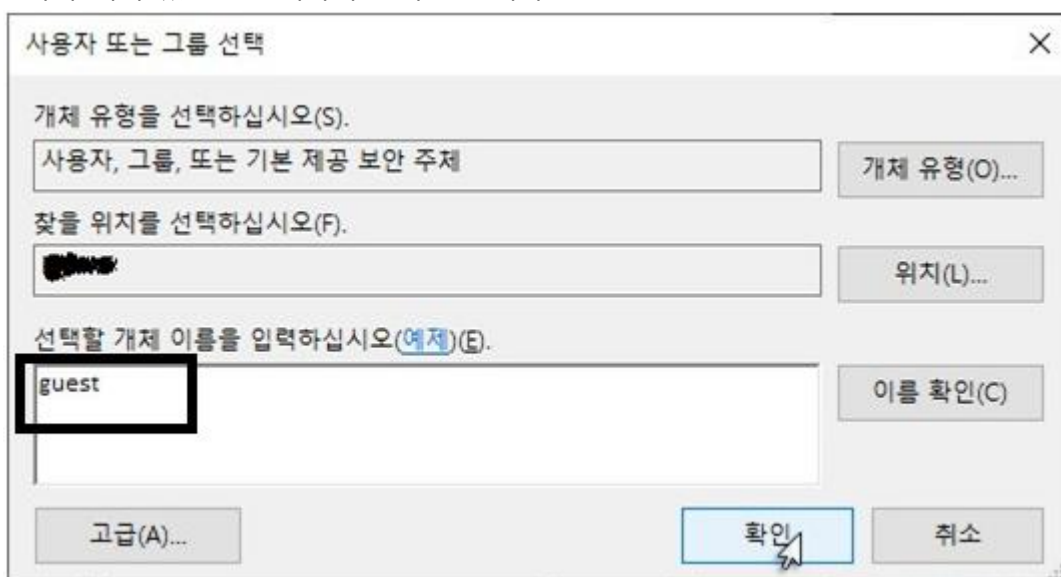 사용자 또는 그룹 선택
개체 유형을 선택하십시오(S).
사용자, 그룹, 또는 기본 제공 보안 주체
개체 유형(O)...
찾을 위치를 선택하십시오(F).
위치(L)...
선택할 개체 이름을 입력하십시오(예제)(E).
guest
이름 확인(C)
고급(A)...
확인
취소